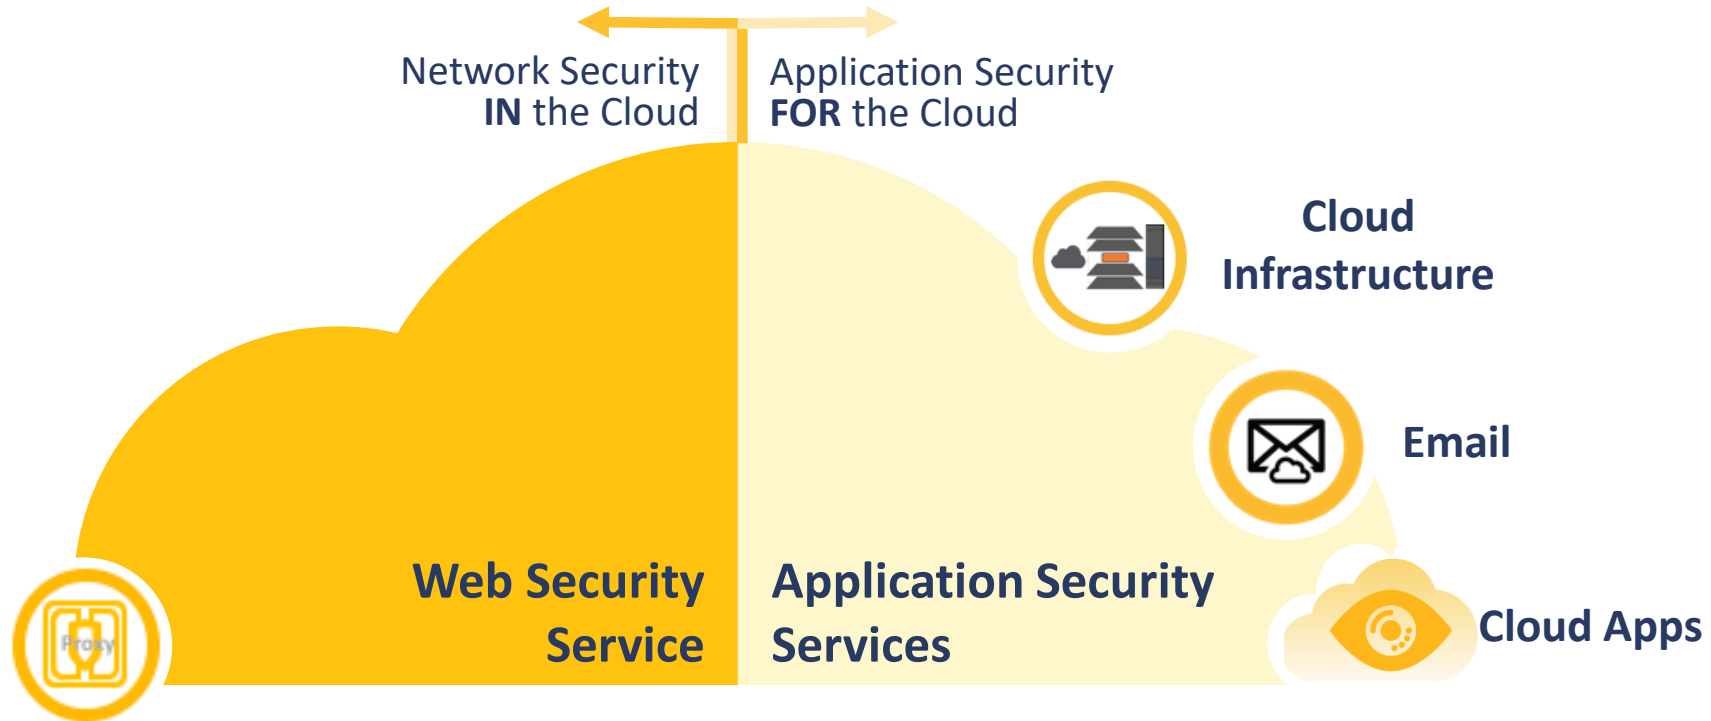 Network Security
IN the Cloud
Application Security
FOR the Cloud
Cloud
Infrastructure
Email
Web Security
Service
Application Security
Services
Cloud Apps
Proxy